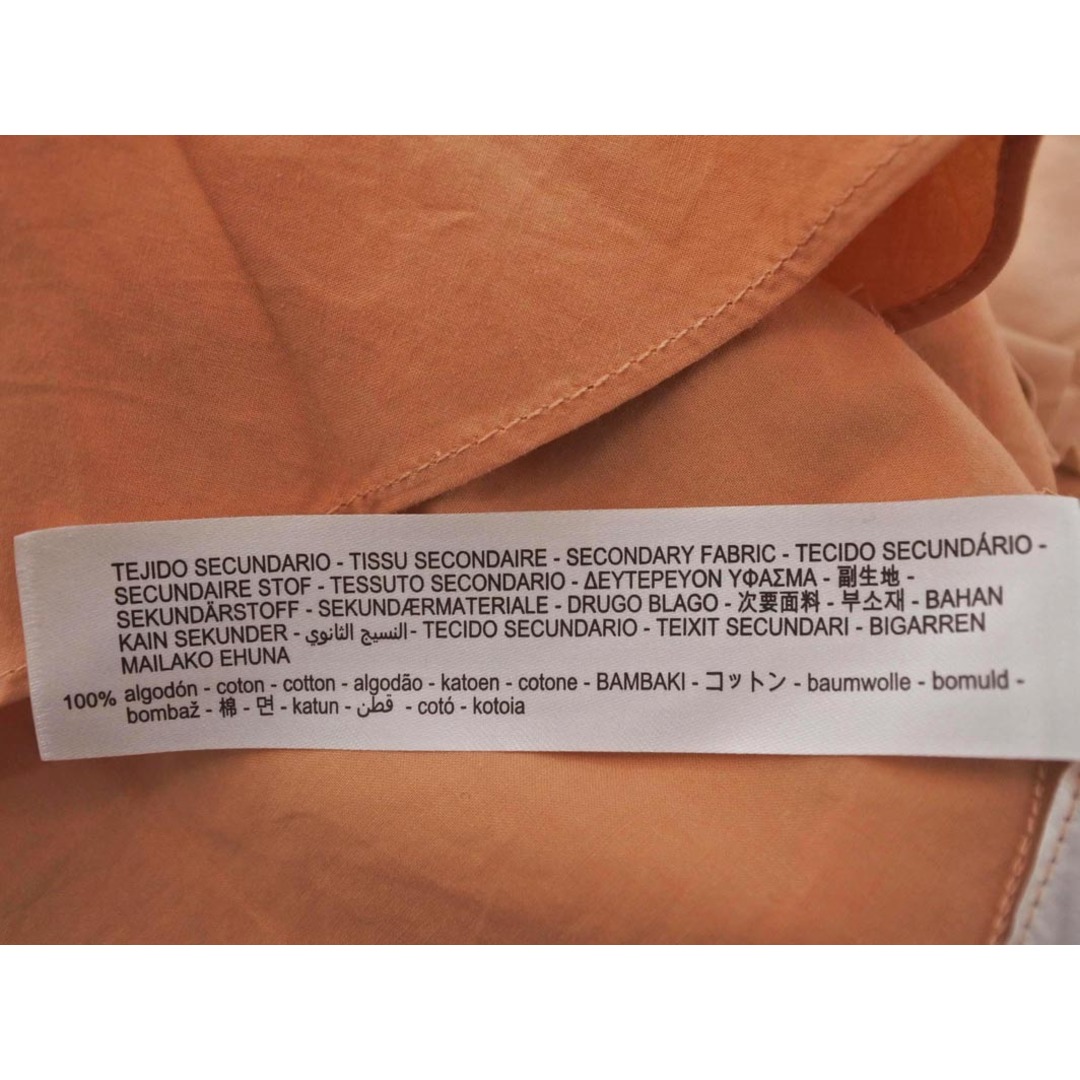 TEJIDO SECUNDARIO - TISSU SECONDAIRE - SECONDARY FABRIC - TECIDO SECUNDÁRIO -
SECUNDAIRE STOF - TESSUTO SECONDARIO - ΔΕΥΤΕΡΕΥΟΝ ΥΦΑΣΜΑ - 副生地 -
SEKUNDÄRSTOFF - SEKUNDÆRMATERIALE - DRUGO BLAGO - 次要面料 - 부소재 - BAHAN
KAIN SEKUNDER - النسيج الثانوي - TECIDO SECUNDARIO - TEIXIT SECUNDARI - BIGARREN
MAILAKO EHUNA
100% algodón - coton - cotton - algodão - katoen - cotone - BAMBAKI - コットン - baumwolle - bomuld -
bombaž - 棉 - 면 - katun - قطن - cotó - kotoia